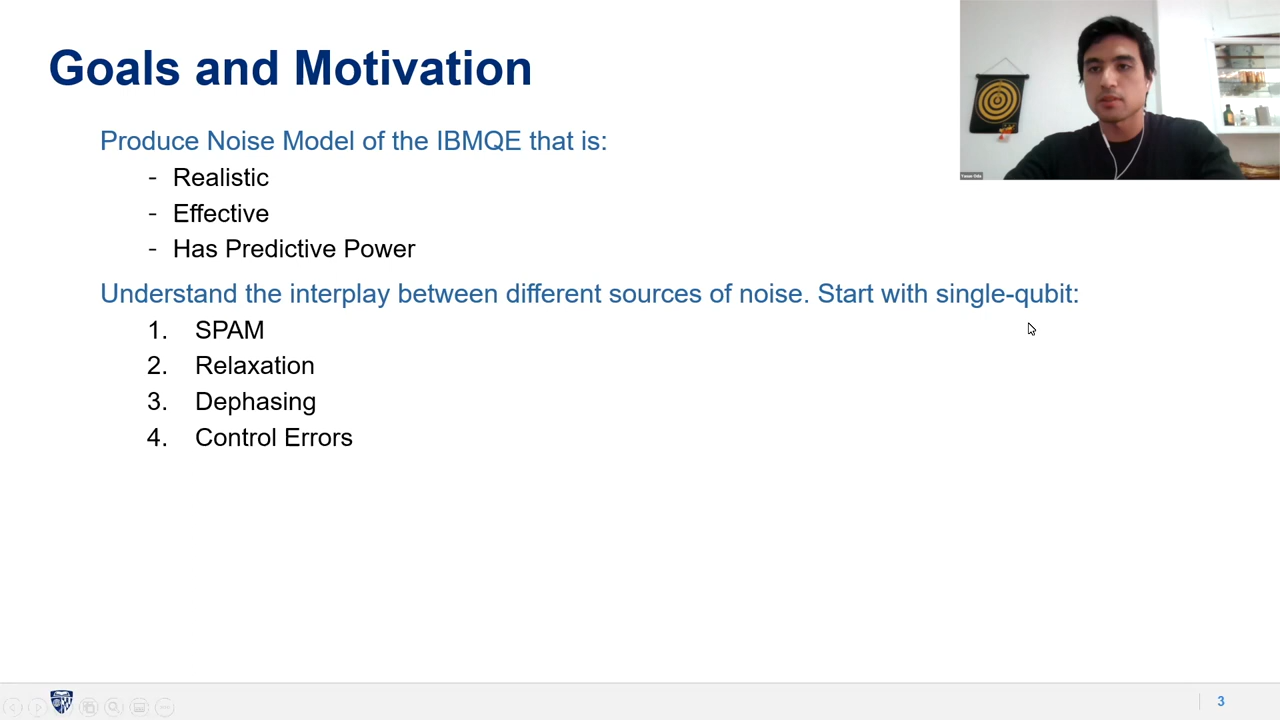 Goals and Motivation
Produce Noise Model of the IBMQE that is:
- Realistic
- Effective
- Has Predictive Power
Understand the interplay between different sources of noise. Start with single-qubit:
1. SPAM
2. Relaxation
3. Dephasing
4. Control Errors
3